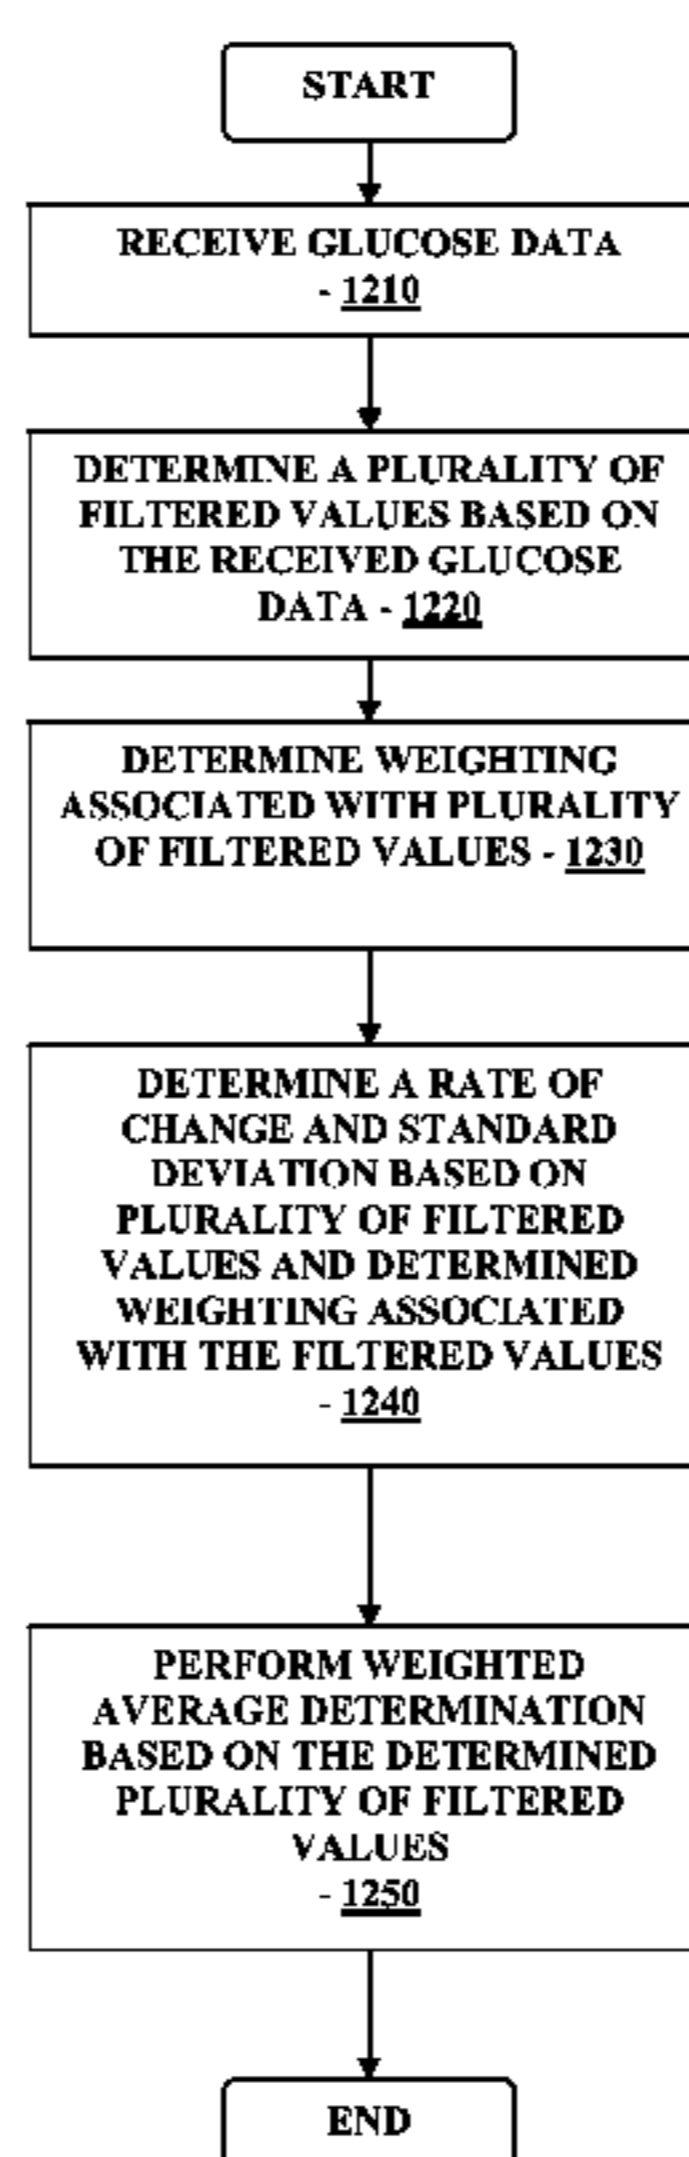 START
RECEIVE GLUCOSE DATA
- 1210
DETERMINE A PLURALITY OF
FILTERED VALUES BASED ON
THE RECEIVED GLUCOSE
DATA - 1220
DETERMINE WEIGHTING
ASSOCIATED WITH PLURALITY
OF FILTERED VALUES - 1230
DETERMINE A RATE OF
CHANGE AND STANDARD
DEVIATION BASED ON
PLURALITY OF FILTERED
VALUES AND DETERMINED
WEIGHTING ASSOCIATED
WITH THE FILTERED VALUES
- 1240
PERFORM WEIGHTED
AVERAGE DETERMINATION
BASED ON THE DETERMINED
PLURALITY OF FILTERED
VALUES
- 1250
END